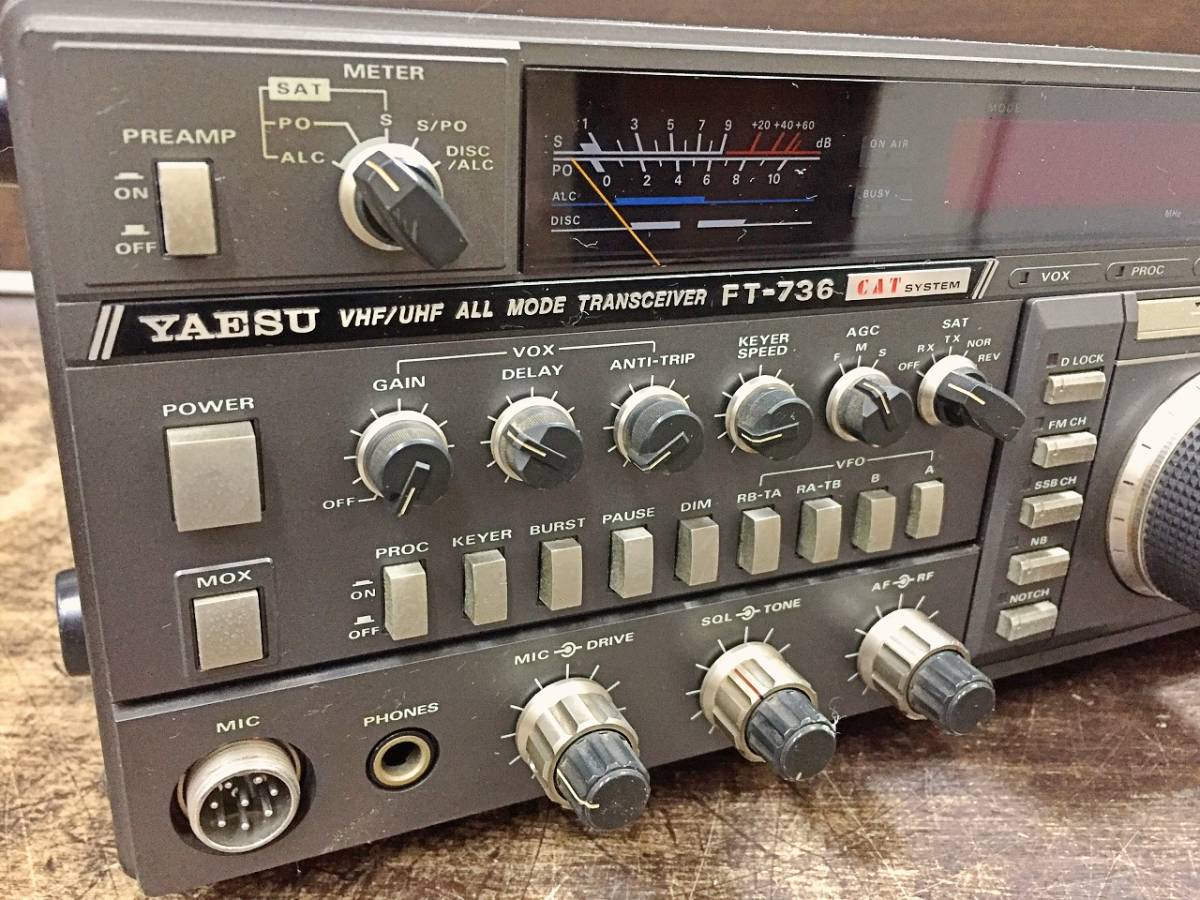 METER
SAT
PREAMP
PO
S
S/PO
ALC
DISC
/ALC
ON
OFF
1 3 5 7 9 +20 +40 +60
S
dB
PO
0 2 4 6 8 10
ALC
DISC
MODE
ON AIR
BUSY
MHz
VOX
PROC
YAESU VHF/UHF ALL MODE TRANSCEIVER FT-736 CAT SYSTEM
POWER
VOX
GAIN
DELAY
ANTI-TRIP
OFF
KEYER
SPEED
AGC
F M S
SAT
OFF RX TX NOR
REV
VFO
PROC
KEYER
BURST
PAUSE
DIM
RB-TA
RA-TB
B
A
ON
OFF
MOX
D LOCK
FM CH
SSB CH
NB
NOTCH
MIC
PHONES
MIC DRIVE
SQL TONE
AF RF